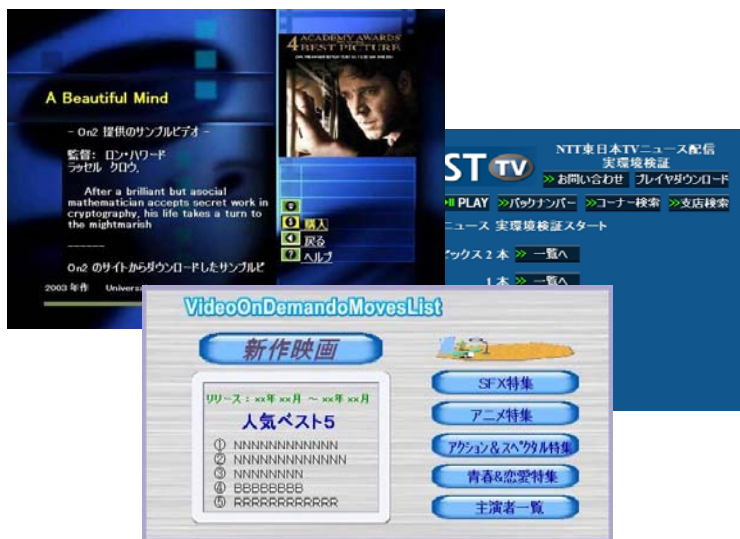 4 ACADEMY AWARDS
BEST PICTURE
A Beautiful Mind
- On2 提供のサンプルビデオ -
監督: ロン・ハワード
ラッセル クロウ,
After a brilliant but asocial
mathematician accepts secret work in
cryptography, his life takes a turn to
the nightmarish
------
On2 のサイトからダウンロードしたサンプルビ
2003 年作 Univers
購入
戻る
ヘルプ
NTT東日本TVニュース配信
実環境検証
ST TV
≫お問い合わせ プレイヤダウンロード
PLAY ≫バックナンバー ≫コーナー検索 ≫支店検索
ニュース 実環境検証スタート
ックス 2 本 ≫ 一覧へ
1 本 ≫ 一覧へ
VideoOnDemandoMovesList
新作映画
リリース : xx年 xx月 ~ xx年 xx月
人気ベスト5
① NNNNNNNNNNNN
② NNNNNNNNNNNNN
③ NNNNNNNN
④ BBBBBBBB
⑤ RRRRRRRRRRRR
SFX特集
アニメ特集
アクション&スペクタル特集
青春&恋愛特集
主演者一覧